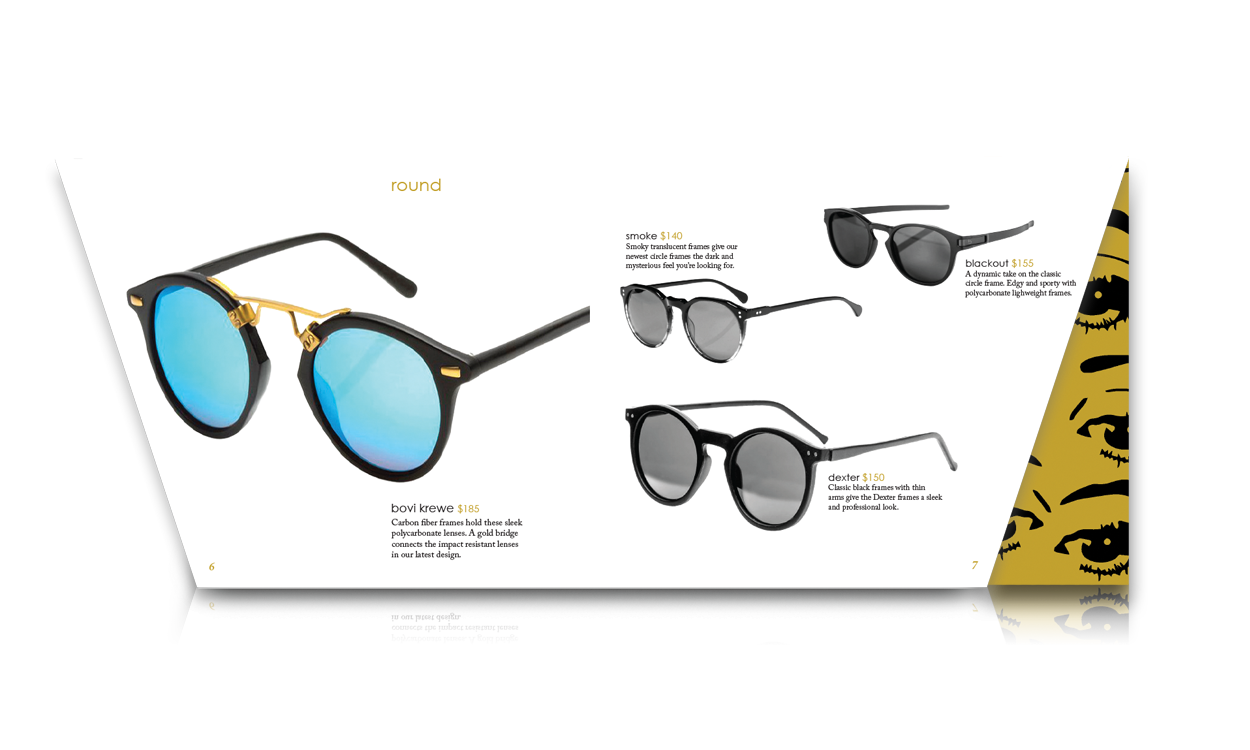 round
bovi krewe $185
Carbon fiber frames hold these sleek
polycarbonate lenses. A gold bridge
connects the impact resistant lenses
in our latest design.
6
smoke $140
Smoky translucent frames give our
newest circle frames the dark and
mysterious feel you're looking for.
blackout $155
A dynamic take on the classic
circle frame. Edgy and sporty with
polycarbonate lighweight frames.
dexter $150
Classic black frames with thin
arms give the Dexter frames a sleek
and professional look.
7